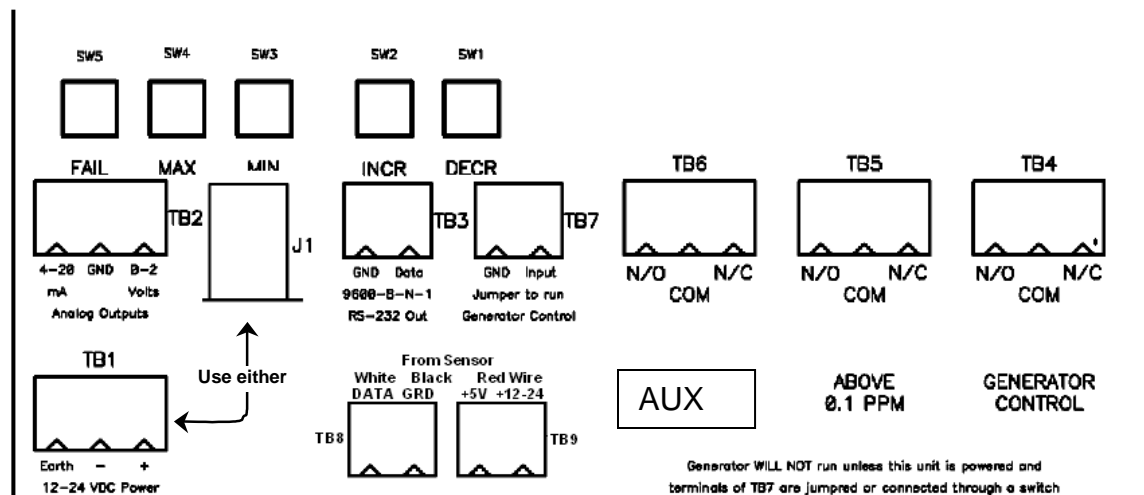 SW5 SW4 SW3 SW2 SW1
FAIL MAX MIN INCR DECR
TB6 TB5 TB4
TB2 J1 TB3 TB7
4-20 GND 0-2
mA Volts
Analog Outputs
GND Data
9600-8-N-1
RS-232 Out
GND Input
Jumper to run
Generator Control
N/O N/C
COM
N/O N/C
COM
N/O N/C
COM
TB1
Use either
Earth - +
12-24 VDC Power
From Sensor
White Black Red Wire
DATA GRD +5V +12-24
TB8 TB9
AUX
ABOVE
0.1 PPM
GENERATOR
CONTROL
Generator WILL NOT run unless this unit is powered and
terminals of TB7 are jumpred or connected through a switch